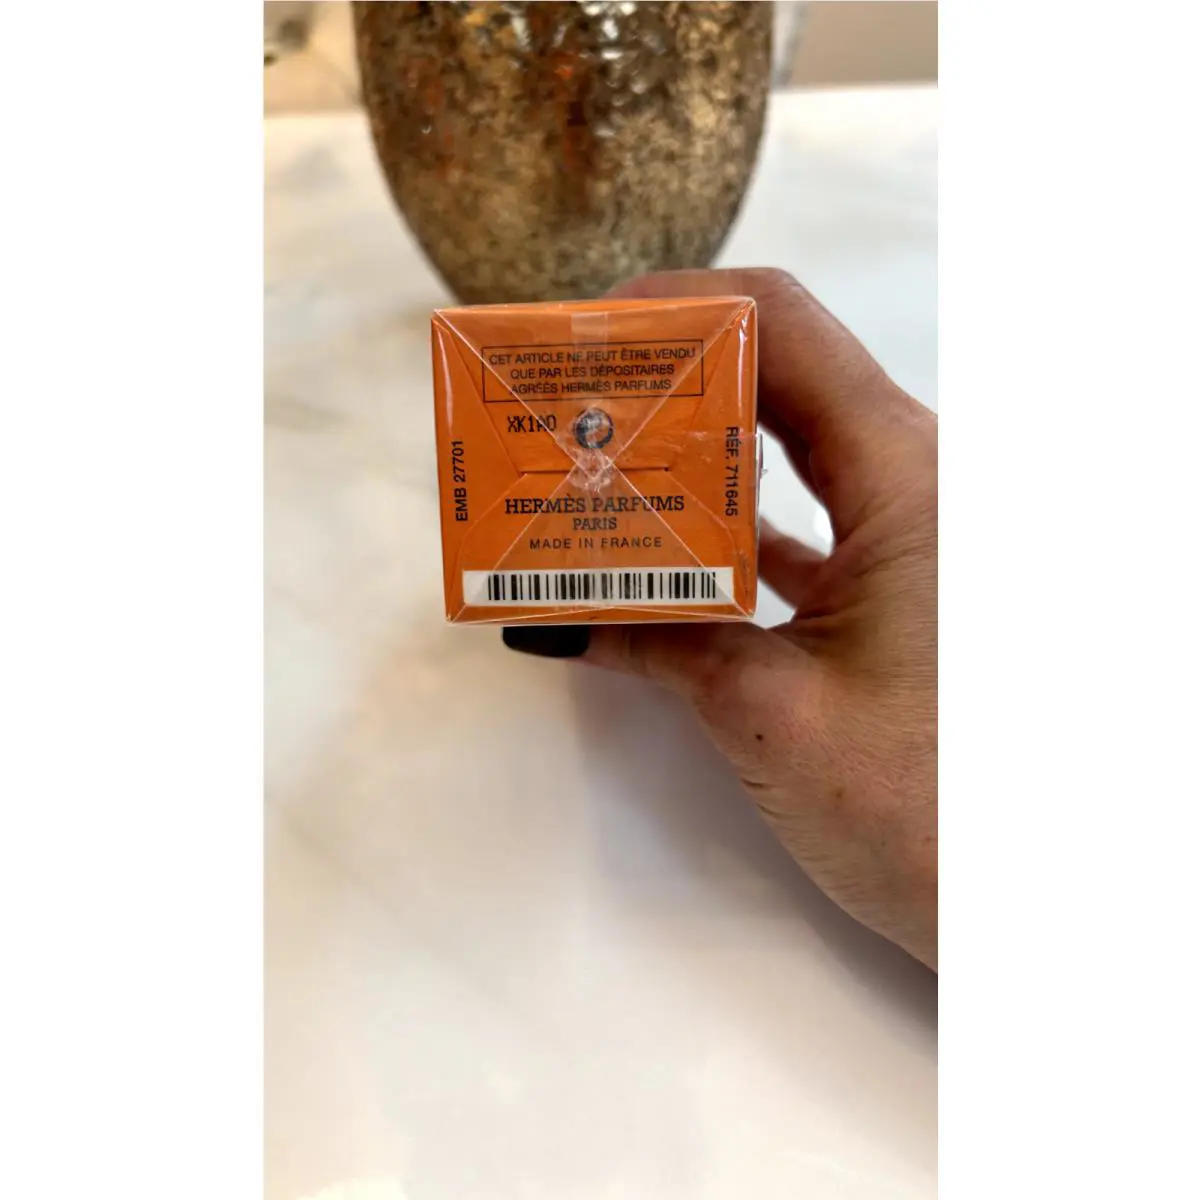 CET ARTICLE NE PEUT ÊTRE VENDU
QUE PAR LES DÉPOSITAIRES
AGRÉÉS HERMÈS PARFUMS
XK1AO
EMB 27701
RÉF. 711645
HERMÈS PARFUMS
PARIS
MADE IN FRANCE